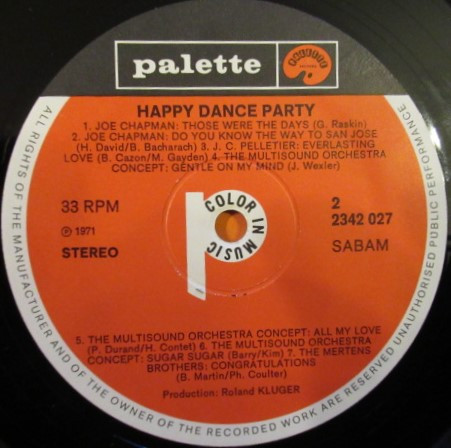 palette
HAPPY DANCE PARTY
1. JOE CHAPMAN: THOSE WERE THE DAYS (G. Raskin)
2. JOE CHAPMAN: DO YOU KNOW THE WAY TO SAN JOSE
(H. David/B. Bacharach) 3. J. C. PELLETIER: EVERLASTING
LOVE (B. Cazon/M. Gayden) 4. THE MULTISOUND ORCHESTRA
CONCEPT: GENTLE ON MY MIND (J. Wexler)
33 RPM
℗ 1971
STEREO
COLOR IN MUSIC
2
2342 027
SABAM
5. THE MULTISOUND ORCHESTRA CONCEPT: ALL MY LOVE
(P. Durand/H. Contet) 6. THE MULTISOUND ORCHESTRA
CONCEPT: SUGAR SUGAR (Barry/Kim) 7. THE MERTENS
BROTHERS: CONGRATULATIONS
(B. Martin/Ph. Coulter)
Production: Roland KLUGER
ALL RIGHTS OF THE MANUFACTURER AND OF THE OWNER OF THE RECORDED WORK ARE RESERVED UNAUTHORISED PUBLIC PERFORMANCE